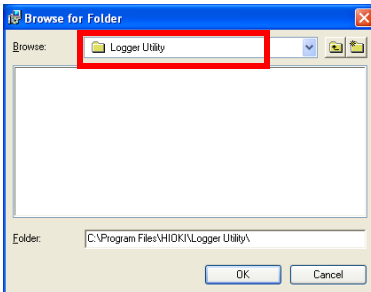 Browse for Folder
Browse: Logger Utility
Folder: C:\Program Files\HIOKI\Logger Utility\
OK Cancel